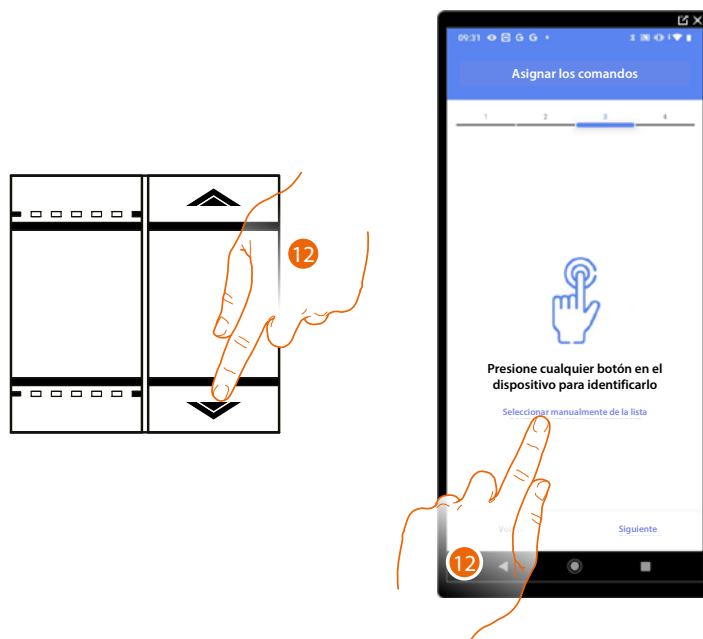 09:31 G G
Asignar los comandos
1 2 3 4
12
Presione cualquier botón en el
dispositivo para identificarlo
Seleccionar manualmente de la lista
Siguiente
12